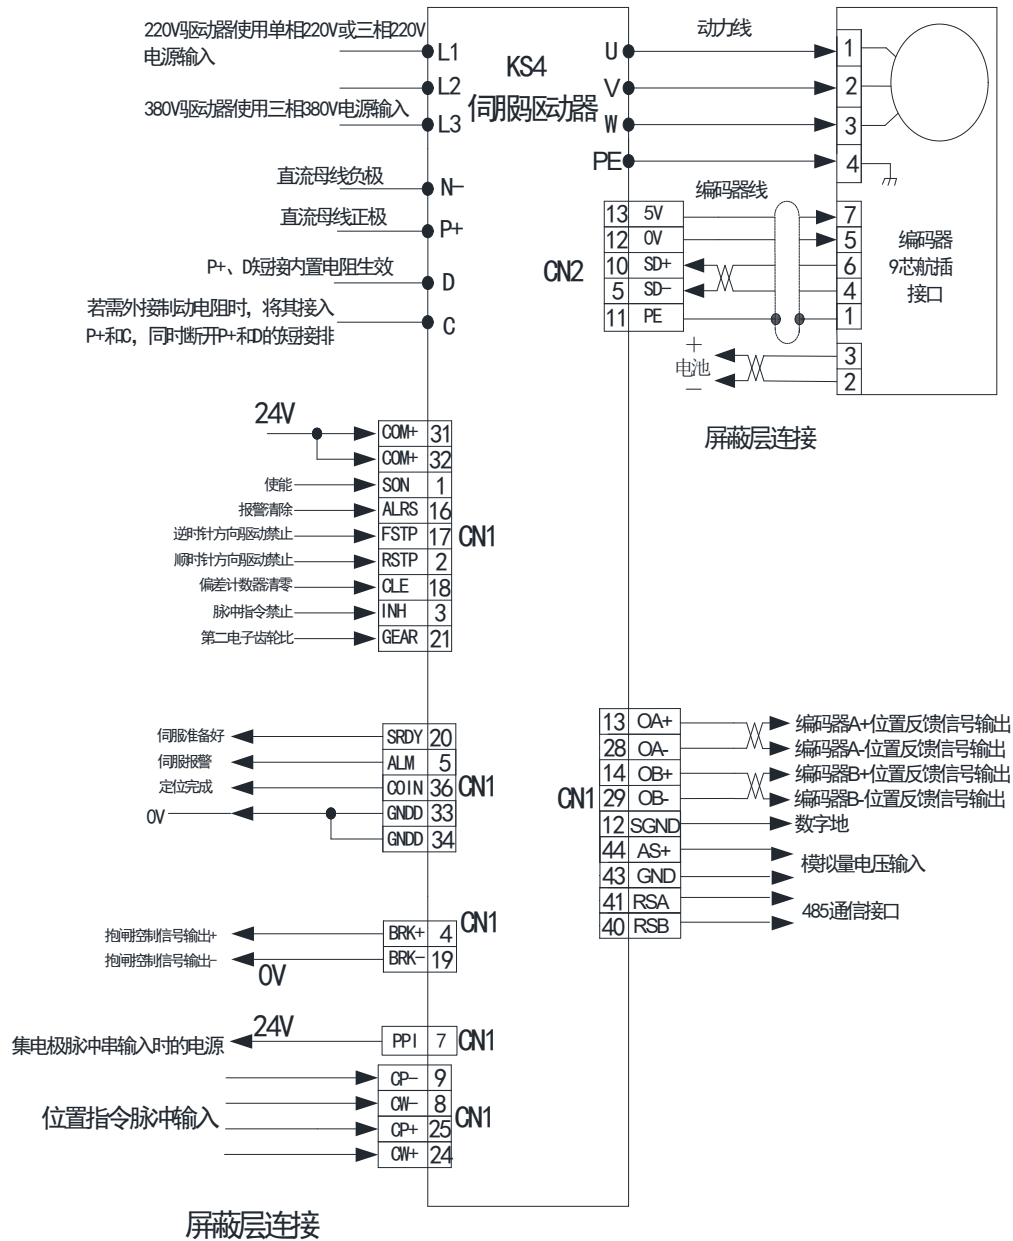 220V驱动器使用单相220V或三相220V
电源输入
L1
L2
380V驱动器使用三相380V电源输入
L3
直流母线负极
N-
直流母线正极
P+
P+、D短接内置电阻生效
D
若需外接制动电阻时，将其接入
P+和C，同时断开P+和D的短接排
C
KS4
伺服驱动器
U
V
W
PE
动力线
1
2
3
4
编码器线
CN2
13 5V
12 0V
10 SD+
5 SD-
11 PE
7
5
6
4
1
3
2
编码器
9芯航插
接口
+
电池
-
屏蔽层连接
24V
COM+ 31
COM+ 32
使能 SON 1
报警清除 ALRS 16
逆时针方向驱动禁止 FSTP 17
CN1
顺时针方向驱动禁止 RSTP 2
偏差计数器清零 CLE 18
脉冲指令禁止 INH 3
第二电子齿轮比 GEAR 21
伺服准备好 SRDY 20
伺服报警 ALM 5
定位完成 COIN 36
CN1
0V GNDD 33
GNDD 34
CN1
13 OA+ 编码器A+位置反馈信号输出
28 OA- 编码器A-位置反馈信号输出
14 OB+ 编码器B+位置反馈信号输出
29 OB- 编码器B-位置反馈信号输出
12 SGND 数字地
44 AS+
43 GND
模拟量电压输入
41 RSA
40 RSB
485通信接口
抱闸控制信号输出+ BRK+ 4
CN1
抱闸控制信号输出- BRK- 19
0V
24V
集电极脉冲串输入时的电源 PPI 7 CN1
CP- 9
CW- 8
位置指令脉冲输入
CN1
CP+ 25
CW+ 24
屏蔽层连接